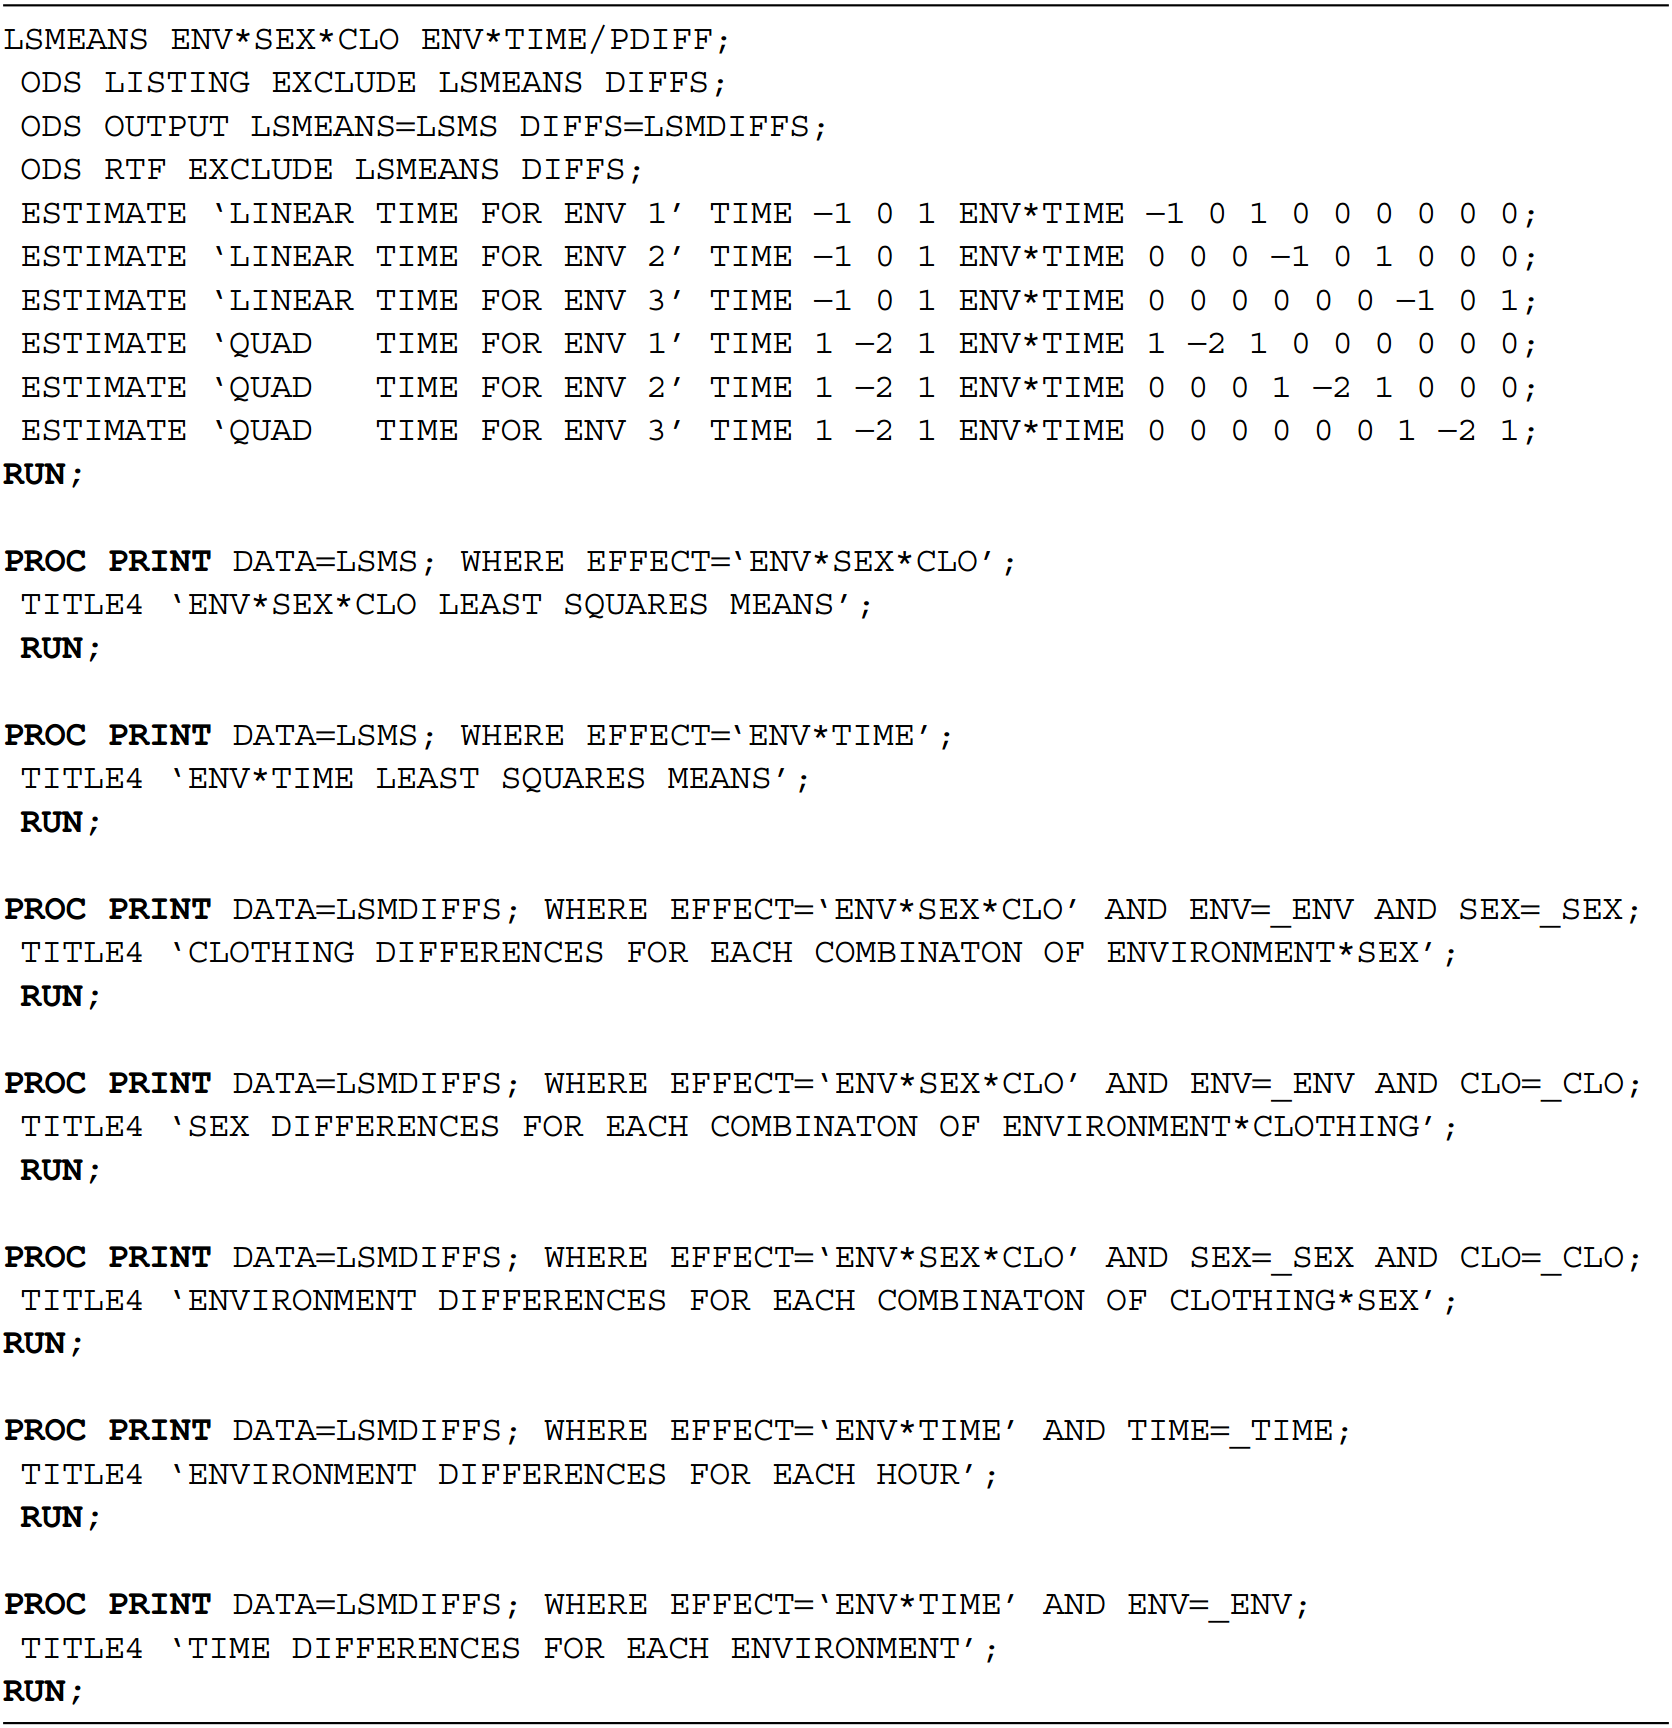 LSMEANS ENV*SEX*CLO ENV*TIME/PDIFF;
ODS LISTING EXCLUDE LSMEANS DIFFS;
ODS OUTPUT LSMEANS=LSMS DIFFS=LSMDIFFS;
ODS RTF EXCLUDE LSMEANS DIFFS;
ESTIMATE ‘LINEAR TIME FOR ENV 1’ TIME −1 0 1 ENV*TIME −1 0 1 0 0 0 0 0 0;
ESTIMATE ‘LINEAR TIME FOR ENV 2’ TIME −1 0 1 ENV*TIME 0 0 0 −1 0 1 0 0 0;
ESTIMATE ‘LINEAR TIME FOR ENV 3’ TIME −1 0 1 ENV*TIME 0 0 0 0 0 0 −1 0 1;
ESTIMATE ‘QUAD   TIME FOR ENV 1’ TIME 1 −2 1 ENV*TIME 1 −2 1 0 0 0 0 0 0;
ESTIMATE ‘QUAD   TIME FOR ENV 2’ TIME 1 −2 1 ENV*TIME 0 0 0 1 −2 1 0 0 0;
ESTIMATE ‘QUAD   TIME FOR ENV 3’ TIME 1 −2 1 ENV*TIME 0 0 0 0 0 0 1 −2 1;
RUN;
PROC PRINT DATA=LSMS; WHERE EFFECT=‘ENV*SEX*CLO’;
TITLE4 ‘ENV*SEX*CLO LEAST SQUARES MEANS’;
RUN;
PROC PRINT DATA=LSMS; WHERE EFFECT=‘ENV*TIME’;
TITLE4 ‘ENV*TIME LEAST SQUARES MEANS’;
RUN;
PROC PRINT DATA=LSMDIFFS; WHERE EFFECT=‘ENV*SEX*CLO’ AND ENV=_ENV AND SEX=_SEX;
TITLE4 ‘CLOTHING DIFFERENCES FOR EACH COMBINATON OF ENVIRONMENT*SEX’;
RUN;
PROC PRINT DATA=LSMDIFFS; WHERE EFFECT=‘ENV*SEX*CLO’ AND ENV=_ENV AND CLO=_CLO;
TITLE4 ‘SEX DIFFERENCES FOR EACH COMBINATON OF ENVIRONMENT*CLOTHING’;
RUN;
PROC PRINT DATA=LSMDIFFS; WHERE EFFECT=‘ENV*SEX*CLO’ AND SEX=_SEX AND CLO=_CLO;
TITLE4 ‘ENVIRONMENT DIFFERENCES FOR EACH COMBINATON OF CLOTHING*SEX’;
RUN;
PROC PRINT DATA=LSMDIFFS; WHERE EFFECT=‘ENV*TIME’ AND TIME=_TIME;
TITLE4 ‘ENVIRONMENT DIFFERENCES FOR EACH HOUR’;
RUN;
PROC PRINT DATA=LSMDIFFS; WHERE EFFECT=‘ENV*TIME’ AND ENV=_ENV;
TITLE4 ‘TIME DIFFERENCES FOR EACH ENVIRONMENT’;
RUN;